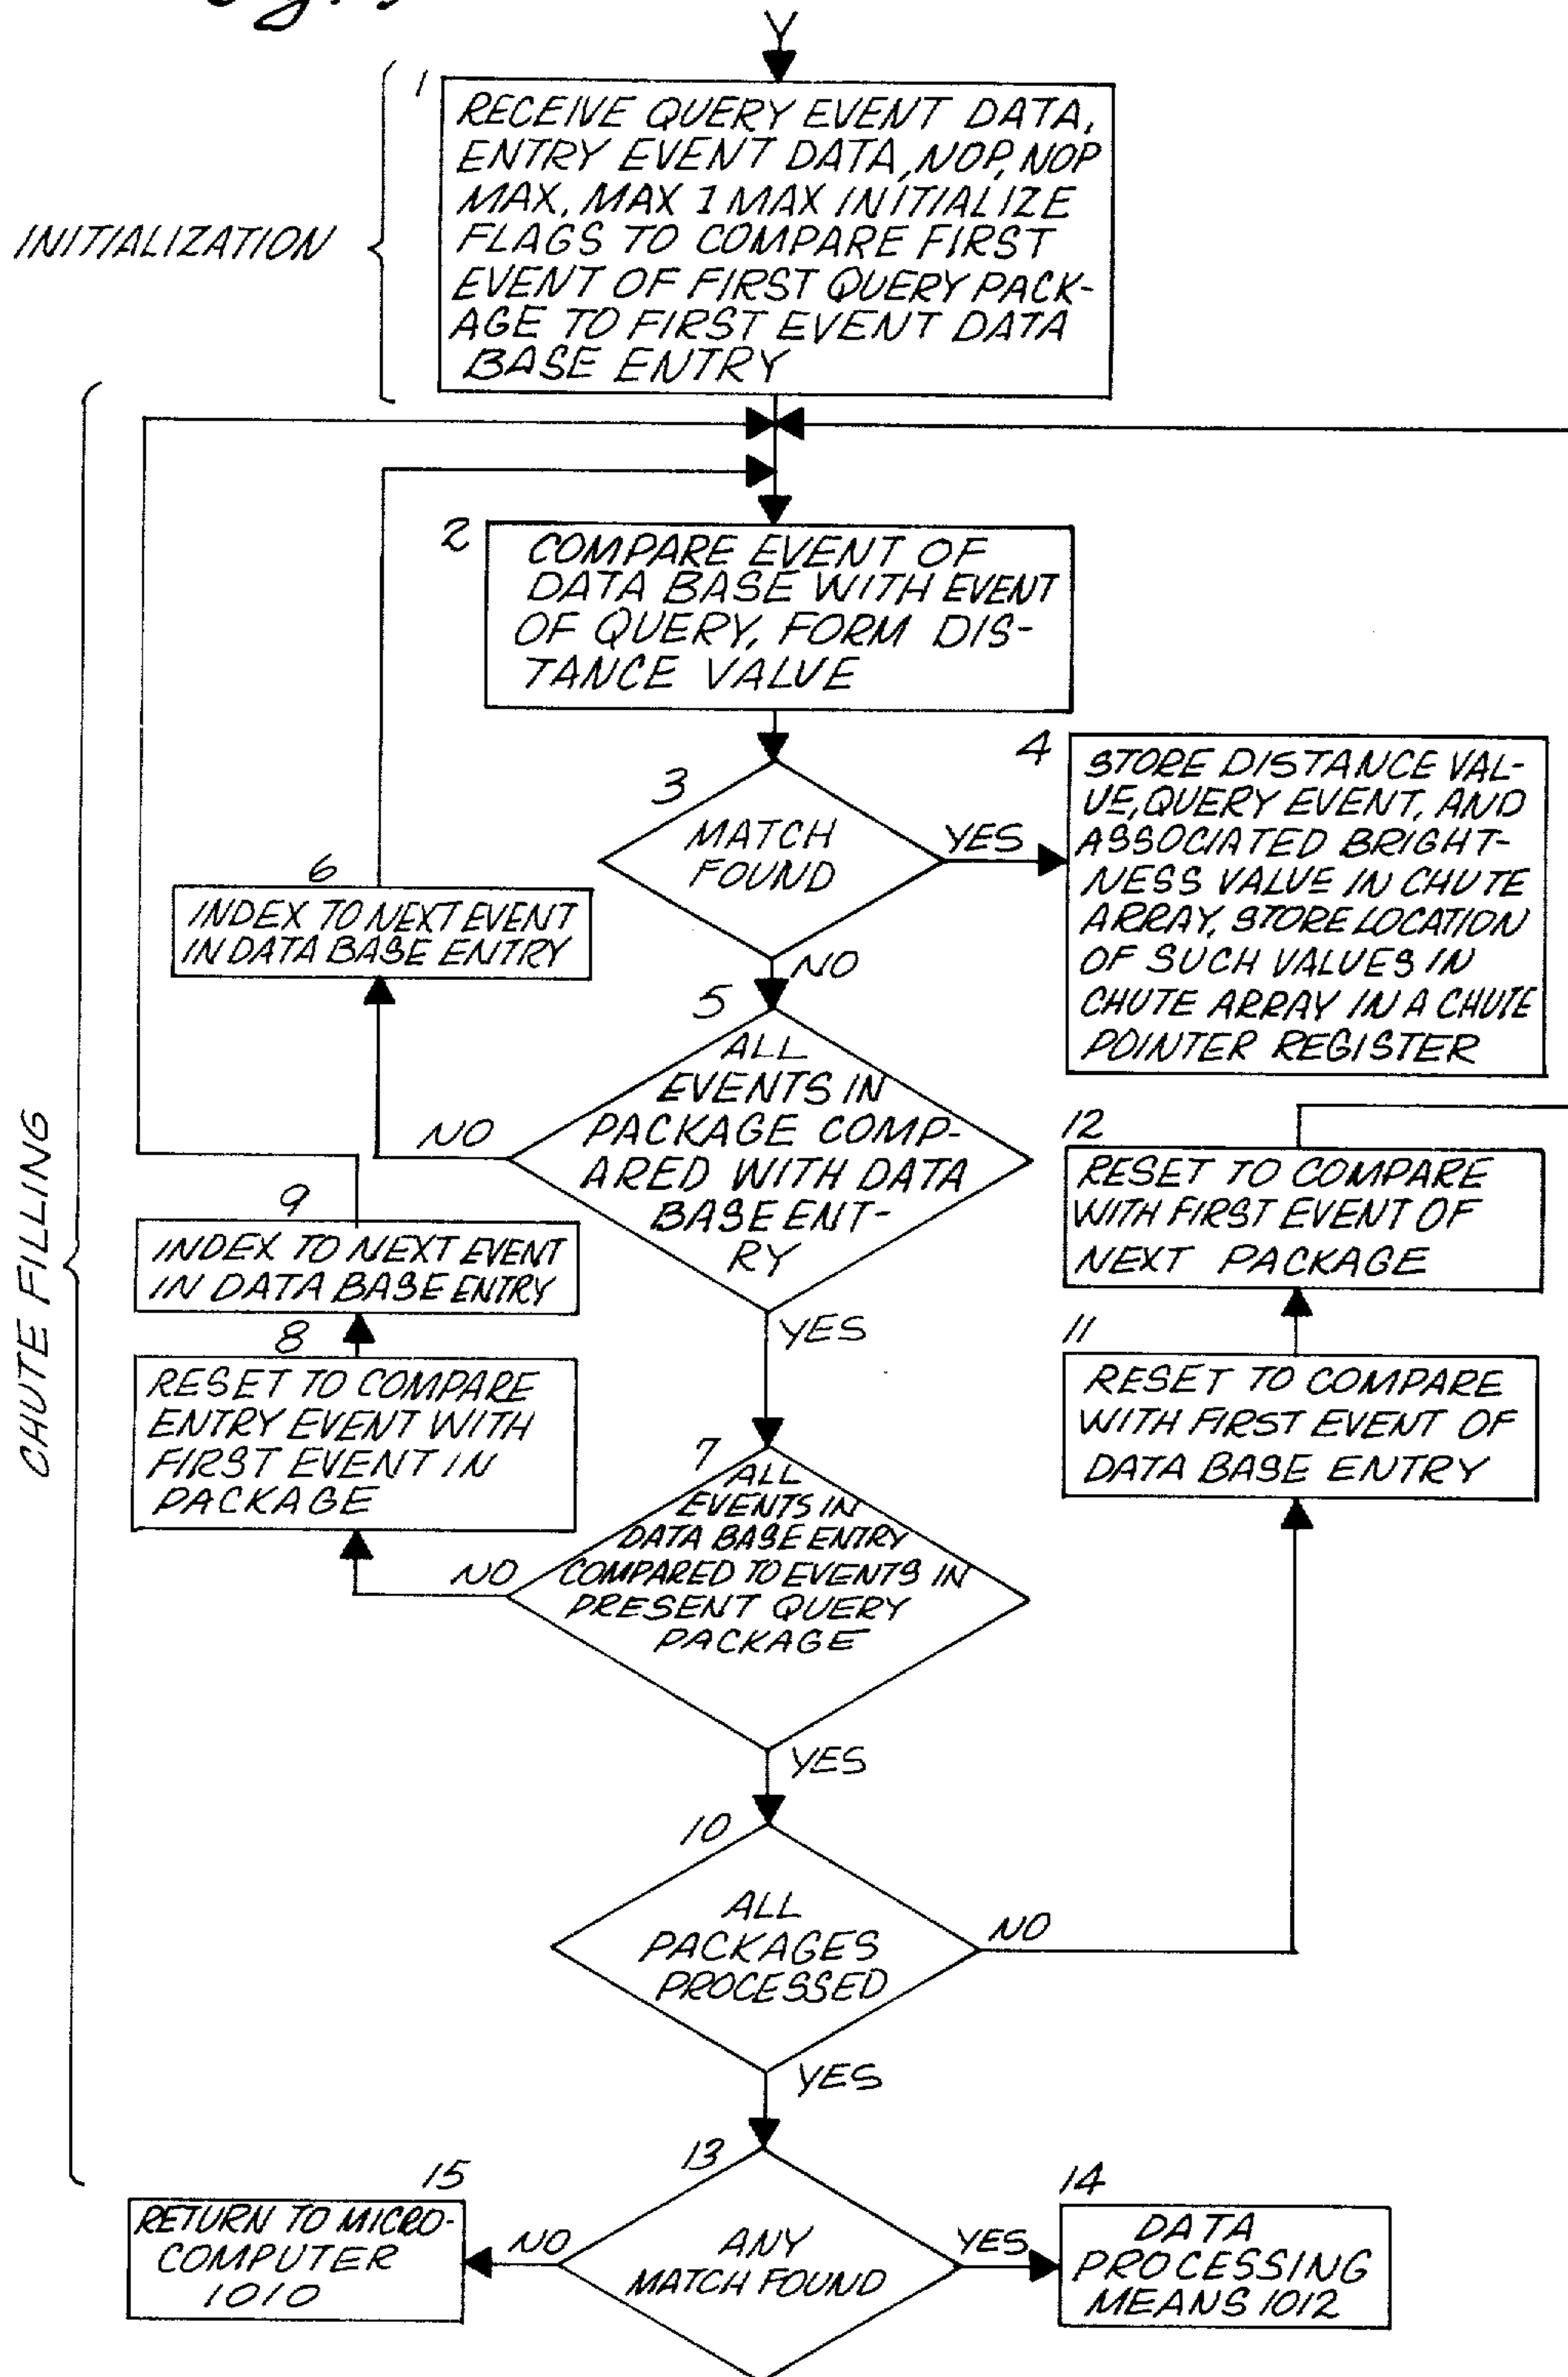 Y
1
RECEIVE QUERY EVENT DATA,
ENTRY EVENT DATA, NOP, NOP
MAX, MAX 1 MAX INITIALIZE
FLAGS TO COMPARE FIRST
EVENT OF FIRST QUERY PACK-
AGE TO FIRST EVENT DATA
BASE ENTRY
INITIALIZATION
2
COMPARE EVENT OF
DATA BASE WITH EVENT
OF QUERY, FORM DIS-
TANCE VALUE
3
MATCH
FOUND
YES
NO
4
STORE DISTANCE VAL-
UE, QUERY EVENT, AND
ASSOCIATED BRIGHT-
NESS VALUE IN CHUTE
ARRAY, STORE LOCATION
OF SUCH VALUES IN
CHUTE ARRAY IN A CHUTE
POINTER REGISTER
6
INDEX TO NEXT EVENT
IN DATA BASE ENTRY
5
ALL
EVENTS IN
PACKAGE COMP-
ARED WITH DATA
BASE ENT-
RY
NO
YES
CHUTE FILLING
9
INDEX TO NEXT EVENT
IN DATA BASE ENTRY
8
RESET TO COMPARE
ENTRY EVENT WITH
FIRST EVENT IN
PACKAGE
12
RESET TO COMPARE
WITH FIRST EVENT OF
NEXT PACKAGE
11
RESET TO COMPARE
WITH FIRST EVENT OF
DATA BASE ENTRY
7
ALL
EVENTS IN
DATA BASE ENTRY
COMPARED TO EVENTS IN
PRESENT QUERY
PACKAGE
NO
YES
10
ALL
PACKAGES
PROCESSED
NO
YES
13
ANY
MATCH FOUND
NO
YES
15
RETURN TO MICRO-
COMPUTER
1010
14
DATA
PROCESSING
MEANS 1012